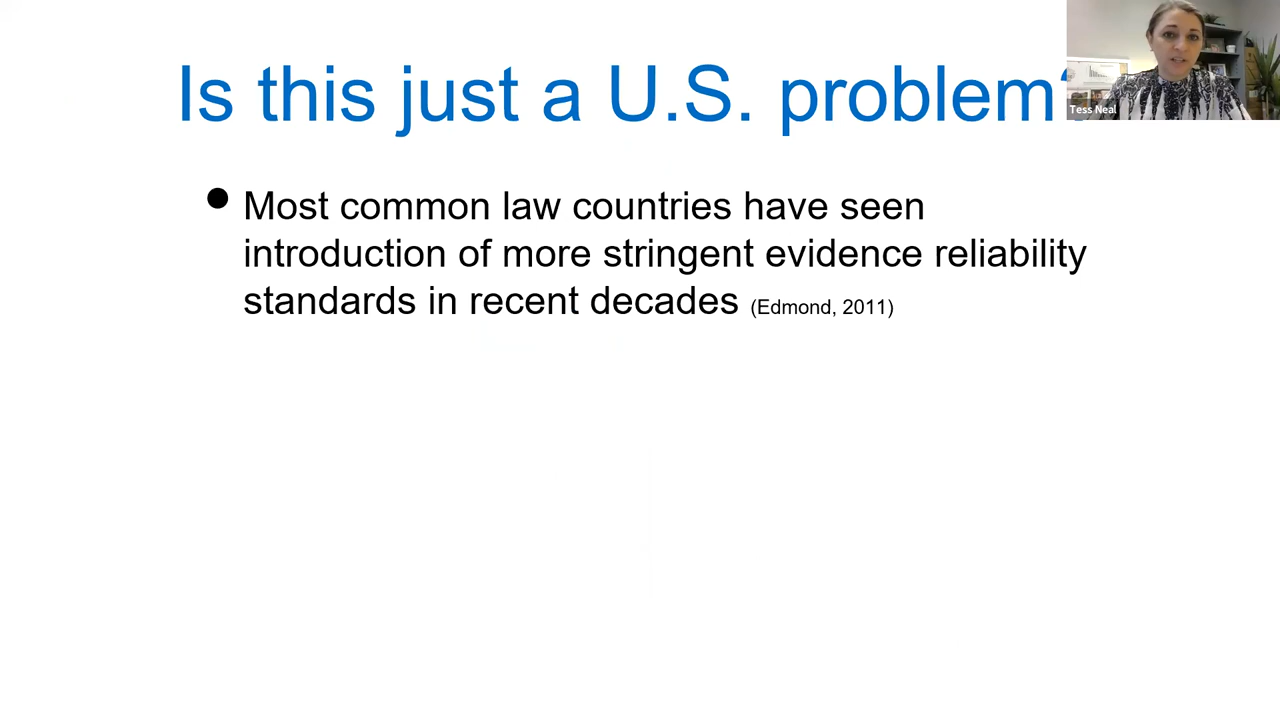 Is this just a U.S. problem?
Tess Neal
● Most common law countries have seen
introduction of more stringent evidence reliability
standards in recent decades (Edmond, 2011)